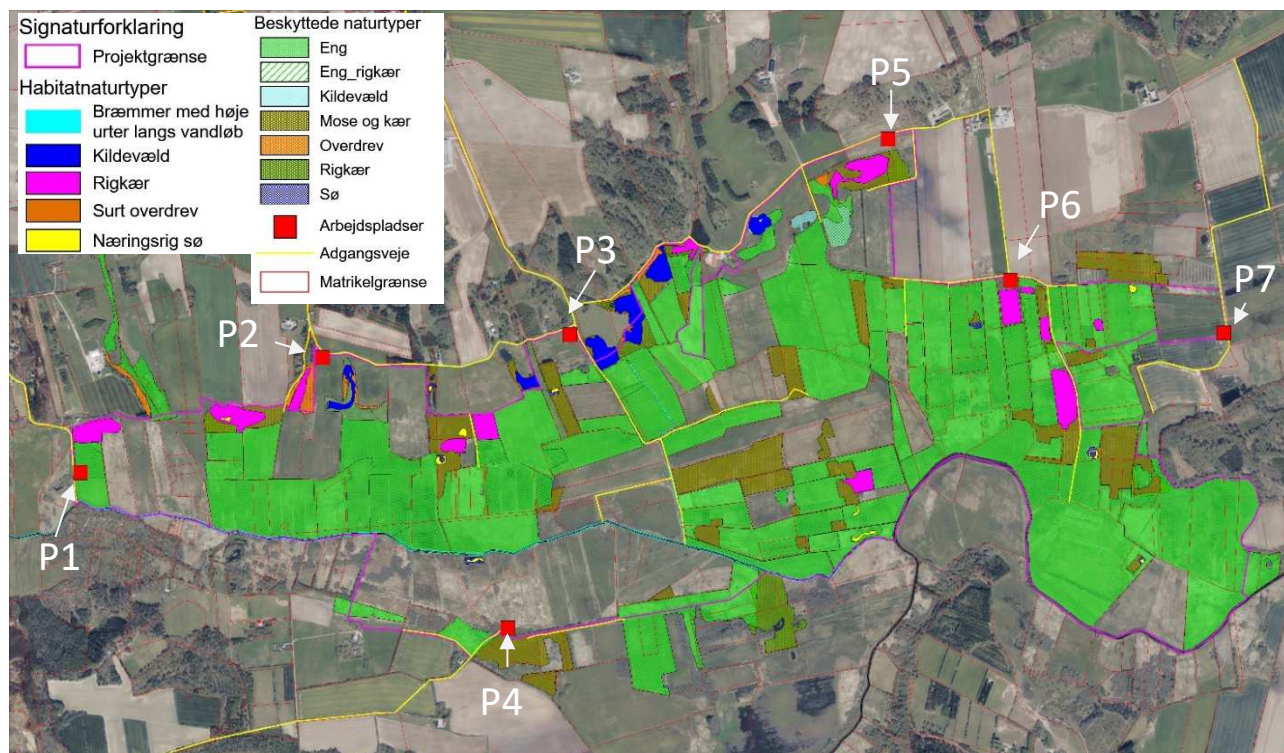 Signaturforklaring
Projektgrænse
Habitatnaturtyper
Bræmmer med høje
urter langs vandløb
Kildevæld
Rigkær
Surt overdrev
Næringsrig sø
Beskyttede naturtyper
Eng
Eng_rigkær
Kildevæld
Mose og kær
Overdrev
Rigkær
Sø
Arbejdspladser
Adgangsveje
Matrikelgrænse
P5
P6
P3
P7
P2
P1
P4